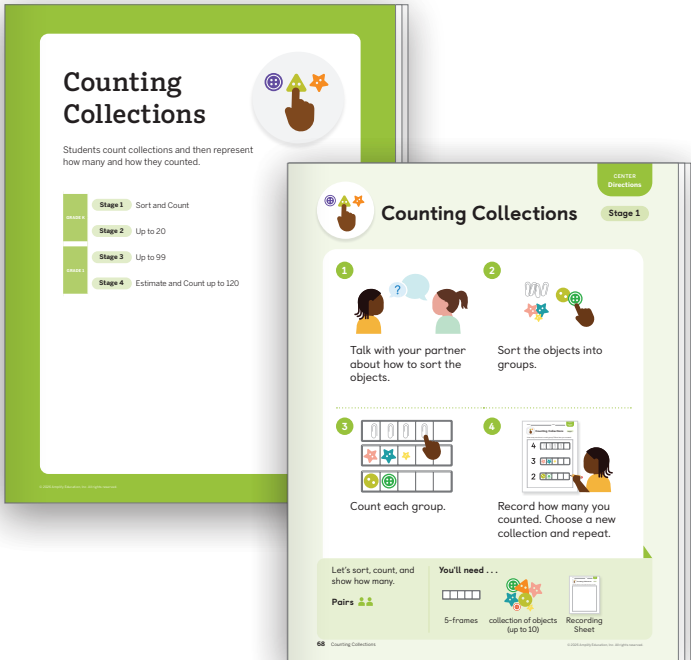 Counting
Collections
Students count collections and then represent
how many and how they counted.
Stage 1 Sort and Count
Stage 2 Up to 20
Stage 3 Up to 99
Stage 4 Estimate and Count up to 120
CENTER
Directions
Counting Collections
Stage 1
1
?
Talk with your partner
about how to sort the
objects.
2
Sort the objects into
groups.
3
Count each group.
4
Counting Collections
4
3
2
Record how many you
counted. Choose a new
collection and repeat.
Let's sort, count, and
show how many.
Pairs
You'll need . . .
5-frames
collection of objects
(up to 10)
Recording
Sheet
68 Counting Collections